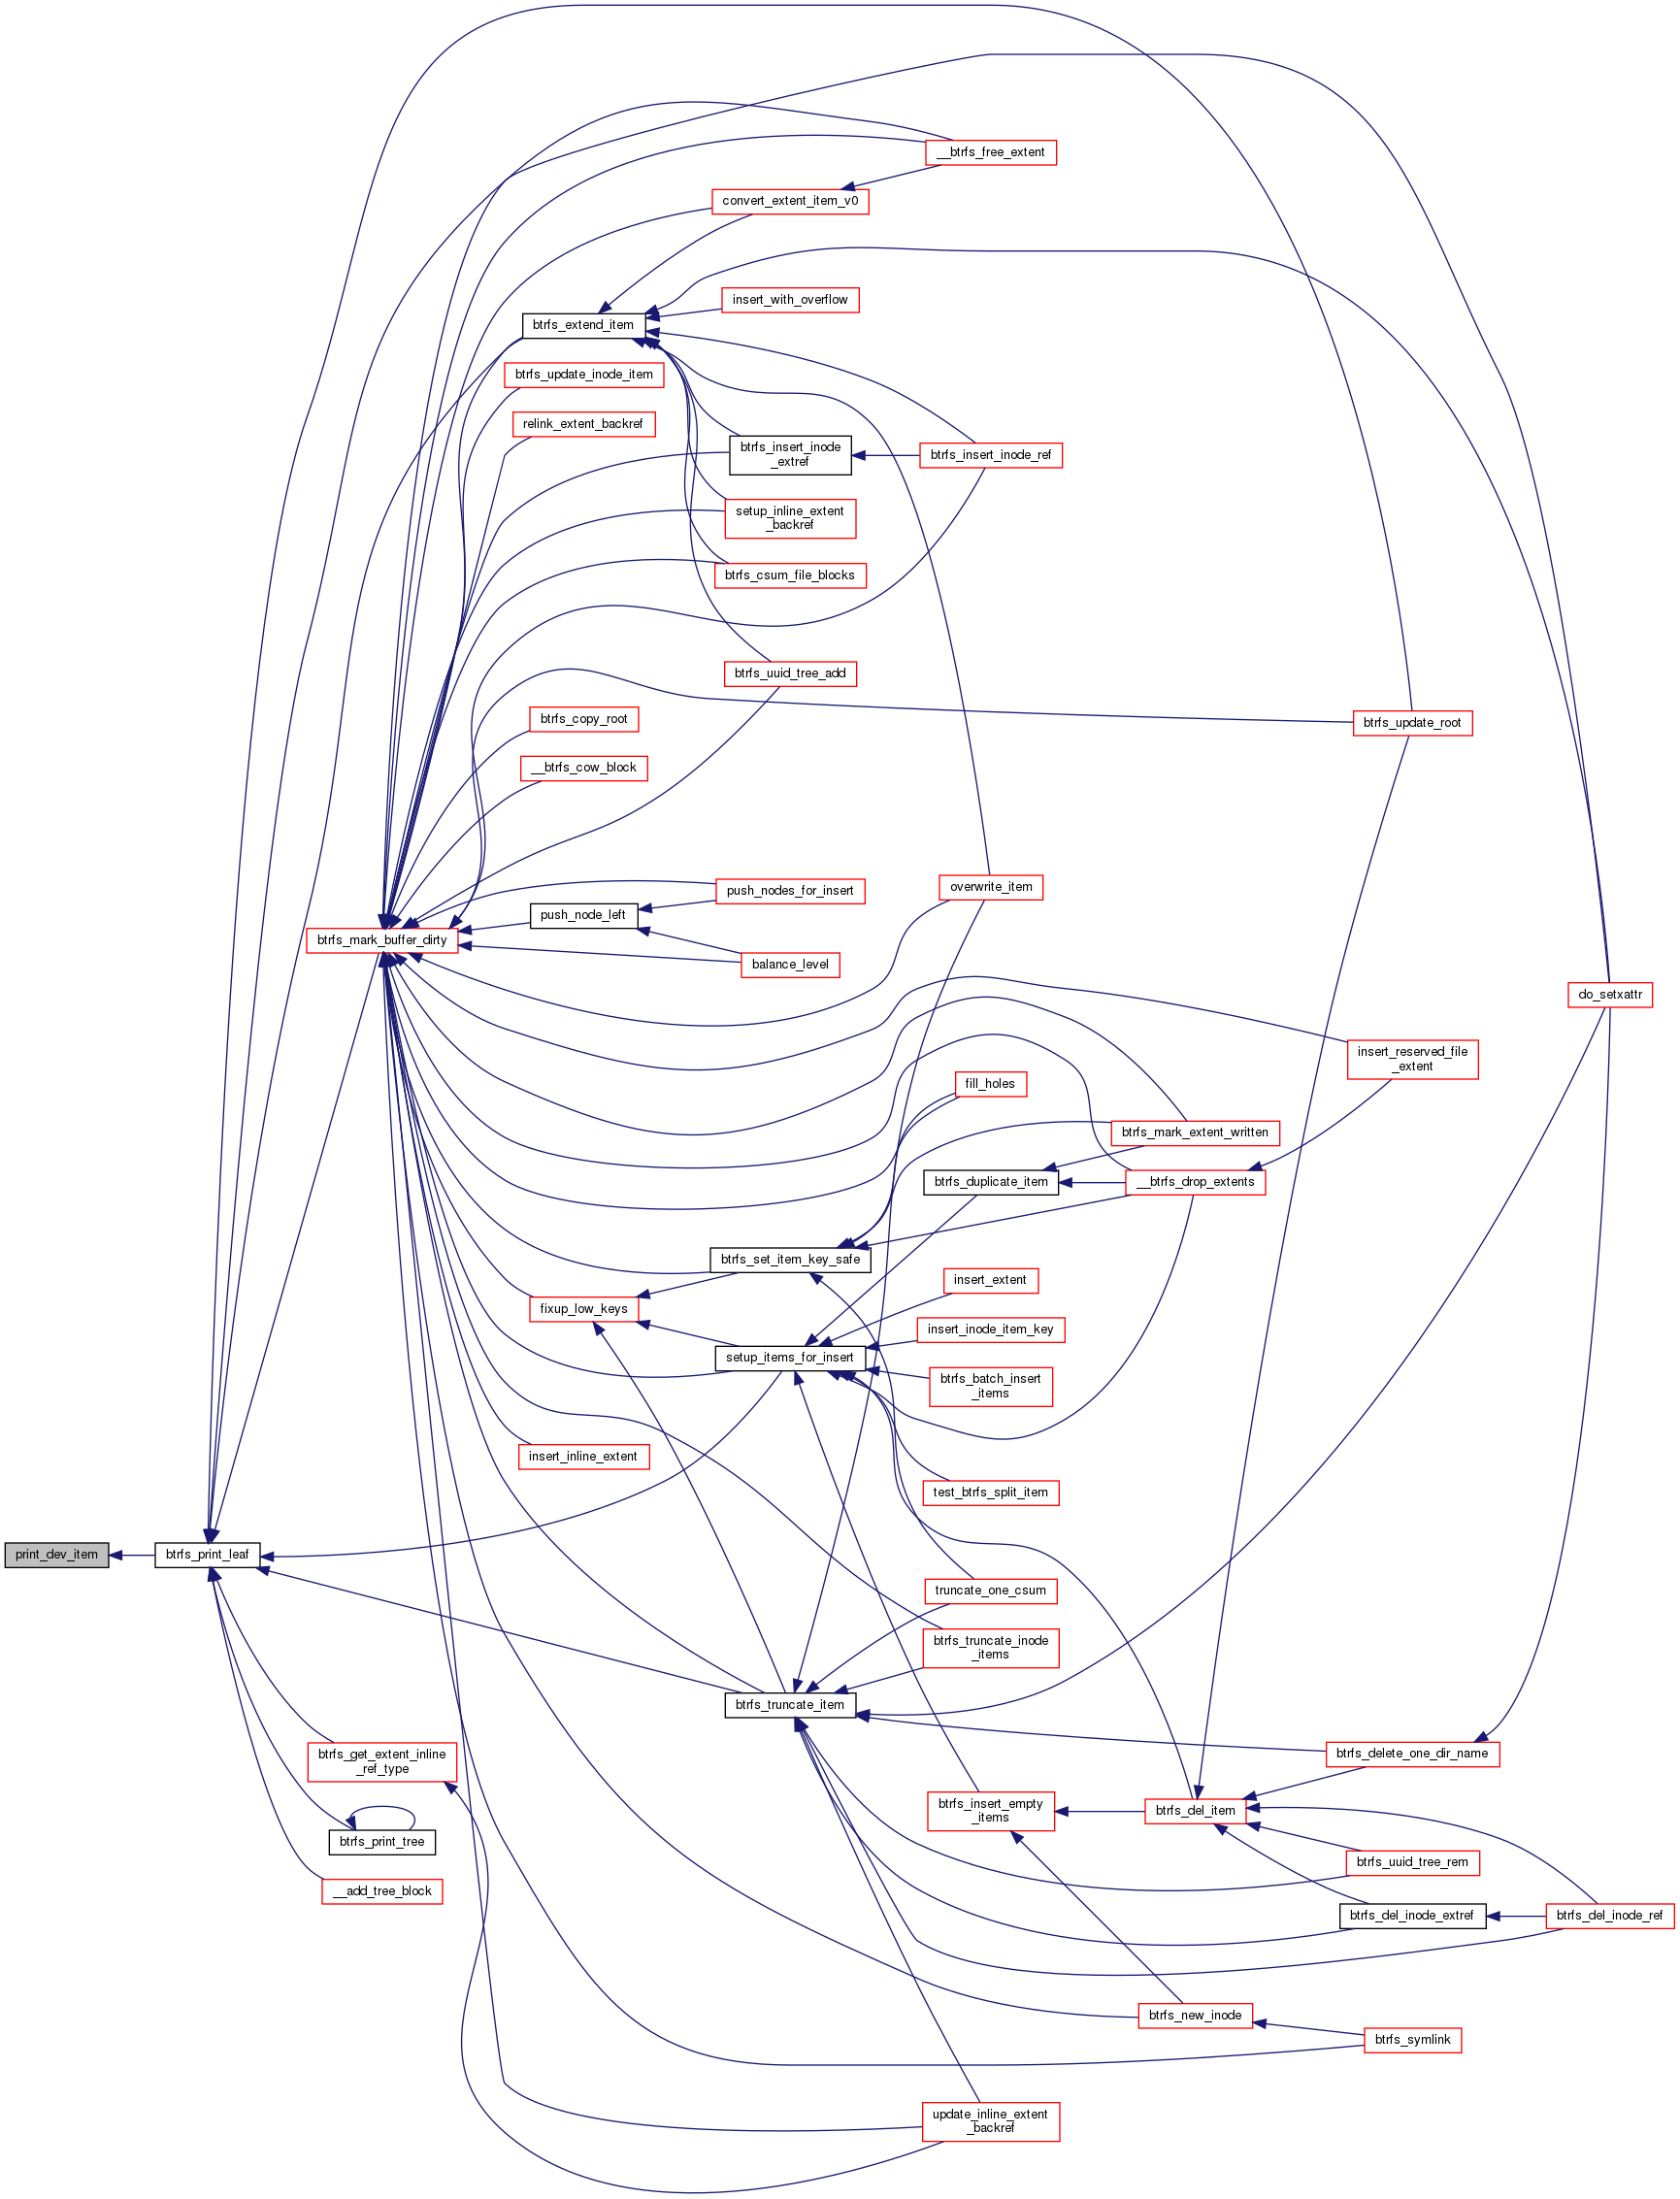 __btrfs_free_extent
convert_extent_item_v0
insert_with_overflow
btrfs_extend_item
btrfs_update_inode_item
relink_extent_backref
btrfs_insert_inode
_extref
btrfs_insert_inode_ref
setup_inline_extent
_backref
btrfs_csum_file_blocks
btrfs_uuid_tree_add
btrfs_copy_root
btrfs_update_root
__btrfs_cow_block
push_nodes_for_insert
overwrite_item
push_node_left
btrfs_mark_buffer_dirty
balance_level
do_setxattr
insert_reserved_file
_extent
fill_holes
btrfs_mark_extent_written
btrfs_duplicate_item
__btrfs_drop_extents
btrfs_set_item_key_safe
insert_extent
fixup_low_keys
insert_inode_item_key
setup_items_for_insert
btrfs_batch_insert
_items
insert_inline_extent
test_btrfs_split_item
print_dev_item
btrfs_print_leaf
truncate_one_csum
btrfs_truncate_inode
_items
btrfs_truncate_item
btrfs_get_extent_inline
_ref_type
btrfs_delete_one_dir_name
btrfs_insert_empty
_items
btrfs_del_item
btrfs_print_tree
btrfs_uuid_tree_rem
__add_tree_block
btrfs_del_inode_extref
btrfs_del_inode_ref
btrfs_new_inode
btrfs_symlink
update_inline_extent
_backref